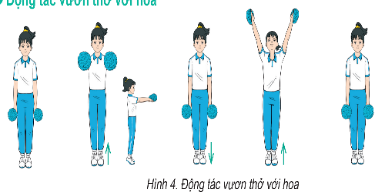 Động tác vươn thở với hoa
Hình 4. Động tác vươn thở với hoa